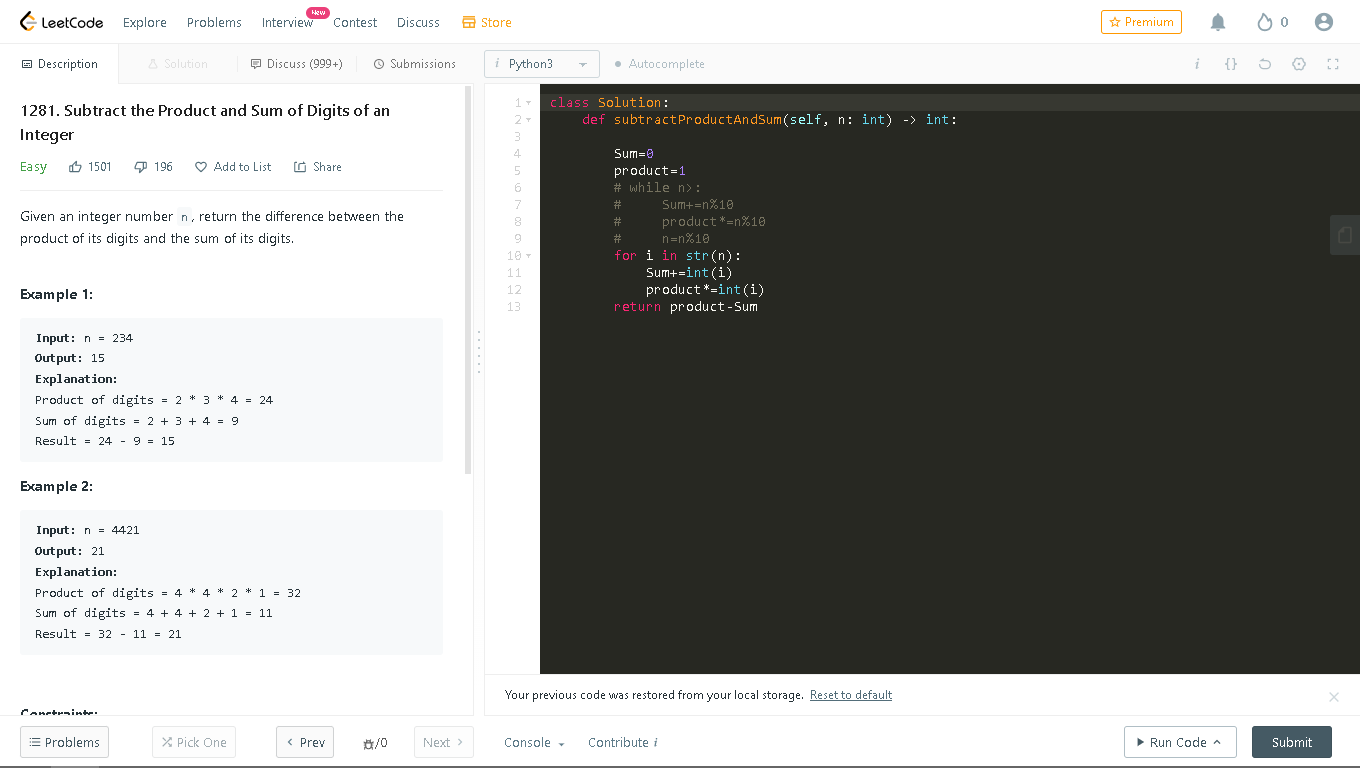 LeetCode Explore Problems Interview New Contest Discuss Store Premium 0
Description Solution Discuss (999+) Submissions i Python3 Autocomplete i {}
1281. Subtract the Product and Sum of Digits of an
Integer
Easy 1501 196 Add to List Share
Given an integer number n, return the difference between the
product of its digits and the sum of its digits.
Example 1:
Input: n = 234
Output: 15
Explanation:
Product of digits = 2 * 3 * 4 = 24
Sum of digits = 2 + 3 + 4 = 9
Result = 24 - 9 = 15
Example 2:
Input: n = 4421
Output: 21
Explanation:
Product of digits = 4 * 4 * 2 * 1 = 32
Sum of digits = 4 + 4 + 2 + 1 = 11
Result = 32 - 11 = 21
Constraints:
1 class Solution:
2     def subtractProductAndSum(self, n: int) -> int:
3
4         Sum=0
5         product=1
6         # while n>:
7         #     Sum+=n%10
8         #     product*=n%10
9         #     n=n%10
10         for i in str(n):
11             Sum+=int(i)
12             product*=int(i)
13         return product-Sum
Your previous code was restored from your local storage. Reset to default
Problems Pick One Prev /0 Next Console Contribute i Run Code Submit